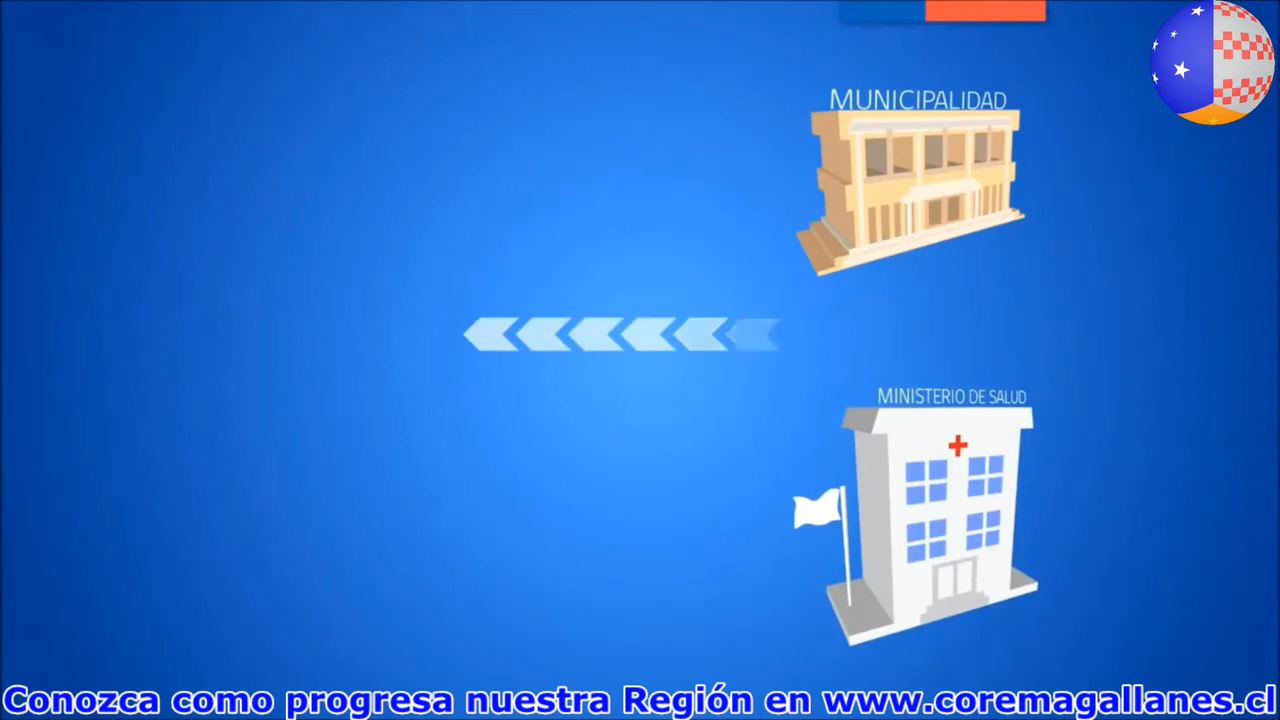 MUNICIPALIDAD
MINISTERIO DE SALUD
Conozca como progresa nuestra Región en www.coremagallanes.cl